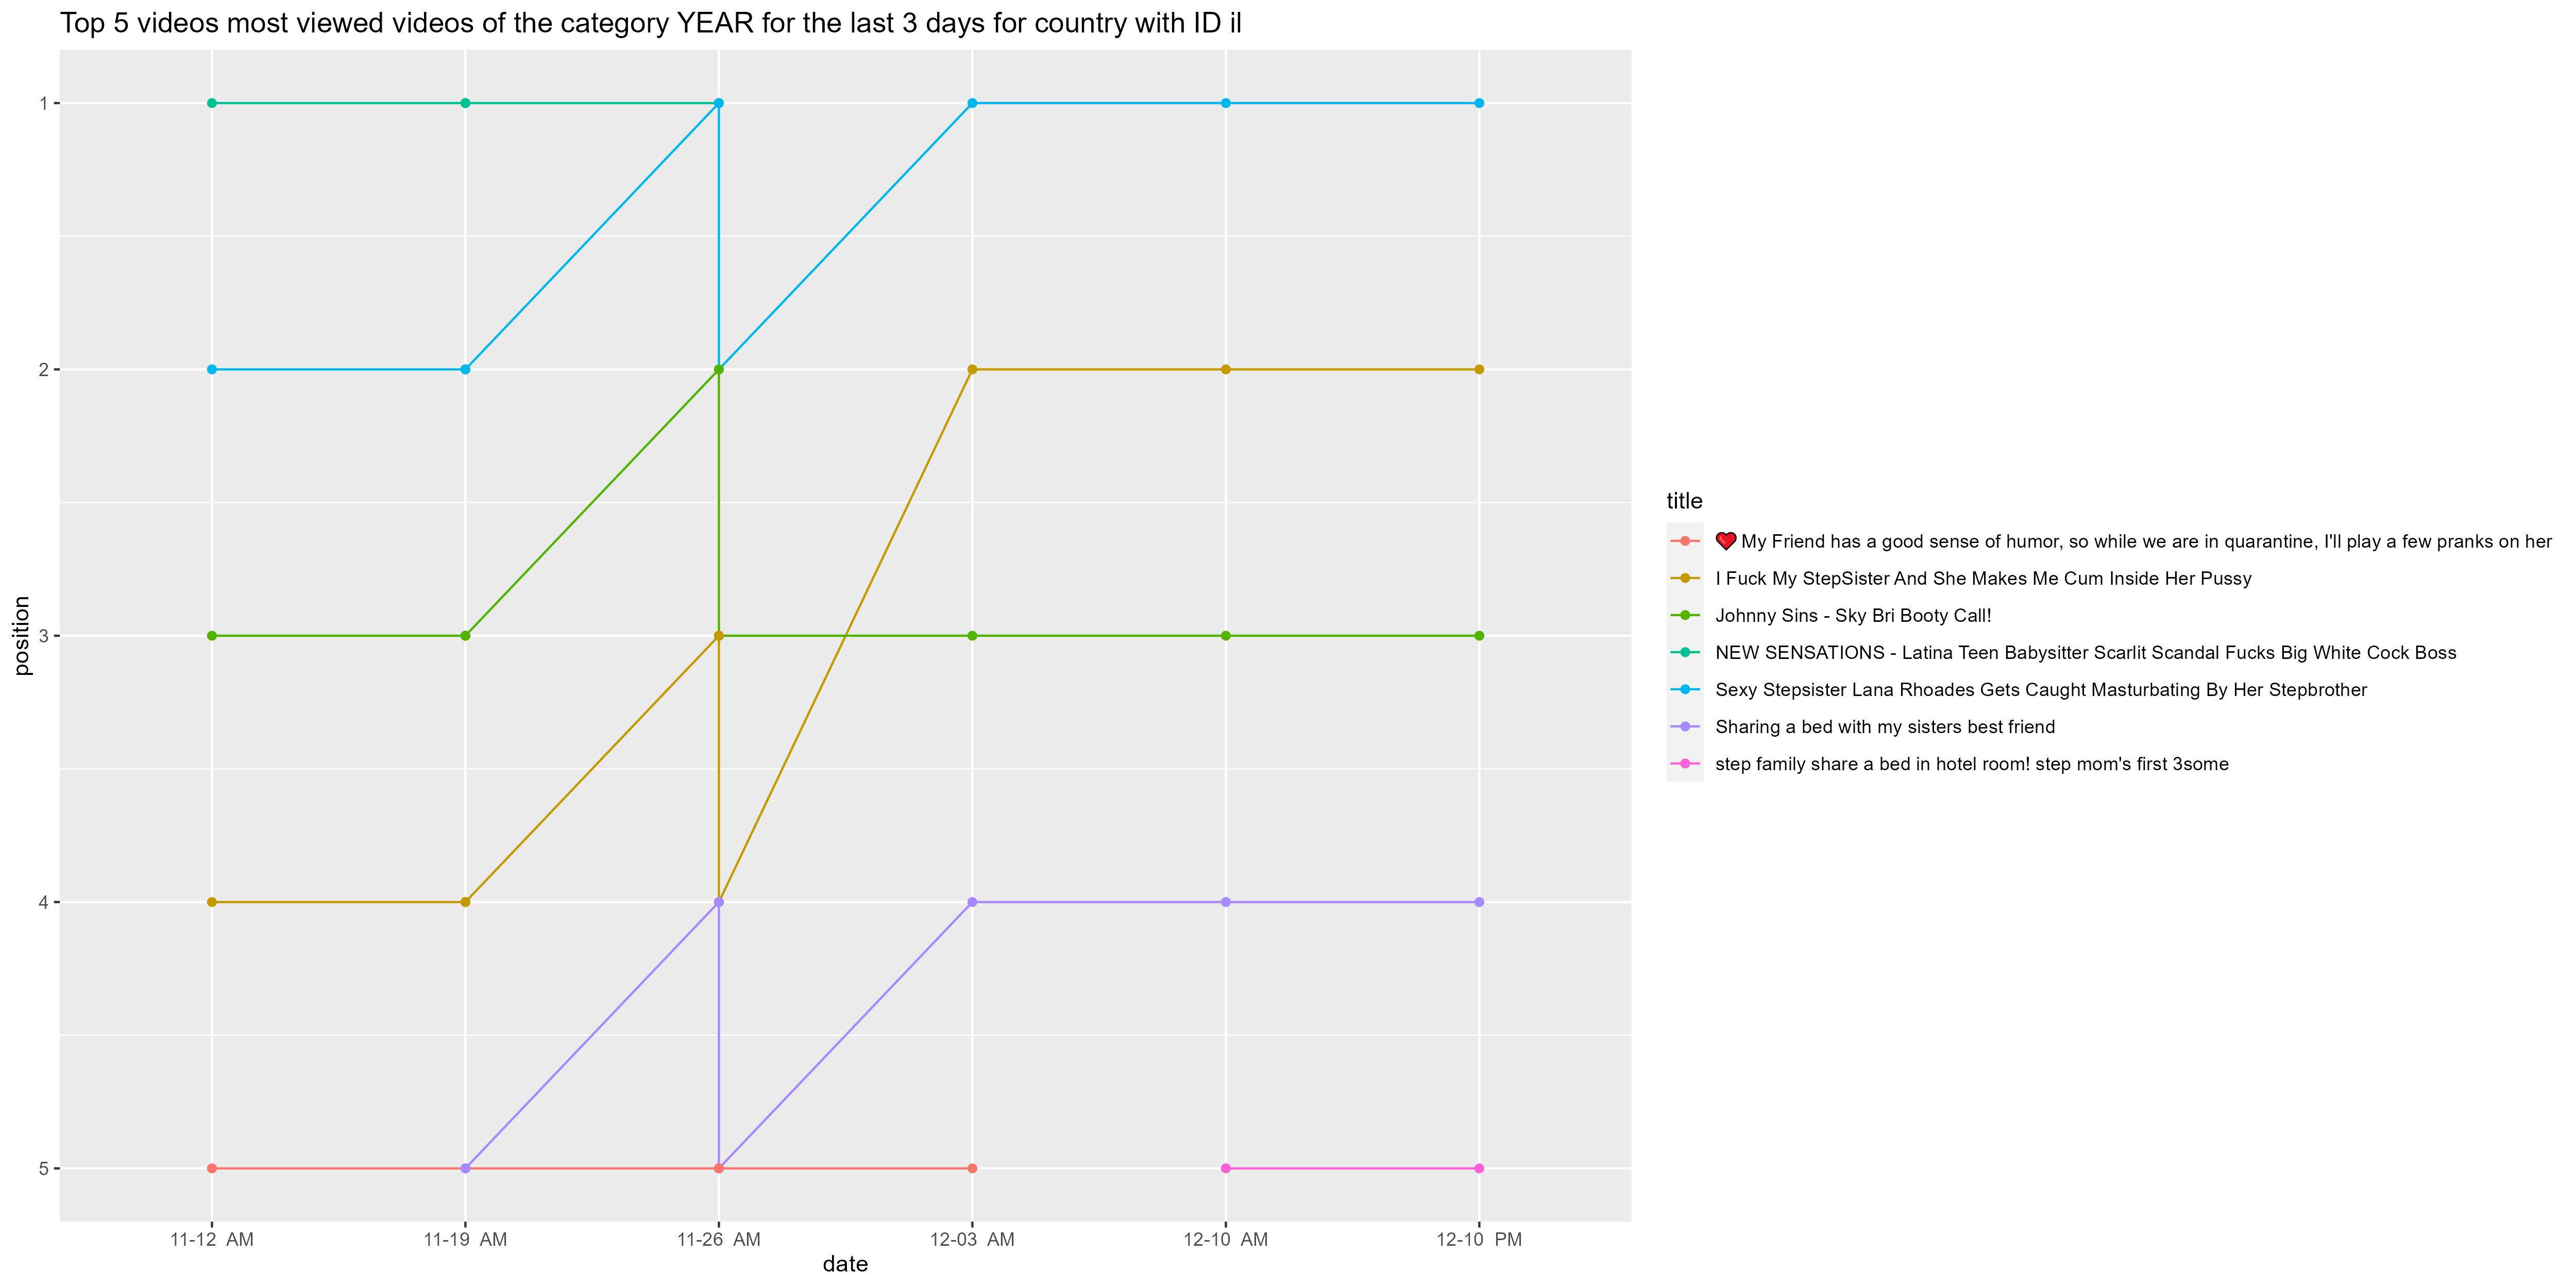 Top 5 videos most viewed videos of the category YEAR for the last 3 days for country with ID il
position
1
2
3
4
5
11-12 AM
11-19 AM
11-26 AM
12-03 AM
12-10 AM
12-10 PM
date
title
❤ My Friend has a good sense of humor, so while we are in quarantine, I'll play a few pranks on her
I Fuck My StepSister And She Makes Me Cum Inside Her Pussy
Johnny Sins - Sky Bri Booty Call!
NEW SENSATIONS - Latina Teen Babysitter Scarlit Scandal Fucks Big White Cock Boss
Sexy Stepsister Lana Rhoades Gets Caught Masturbating By Her Stepbrother
Sharing a bed with my sisters best friend
step family share a bed in hotel room! step mom's first 3some